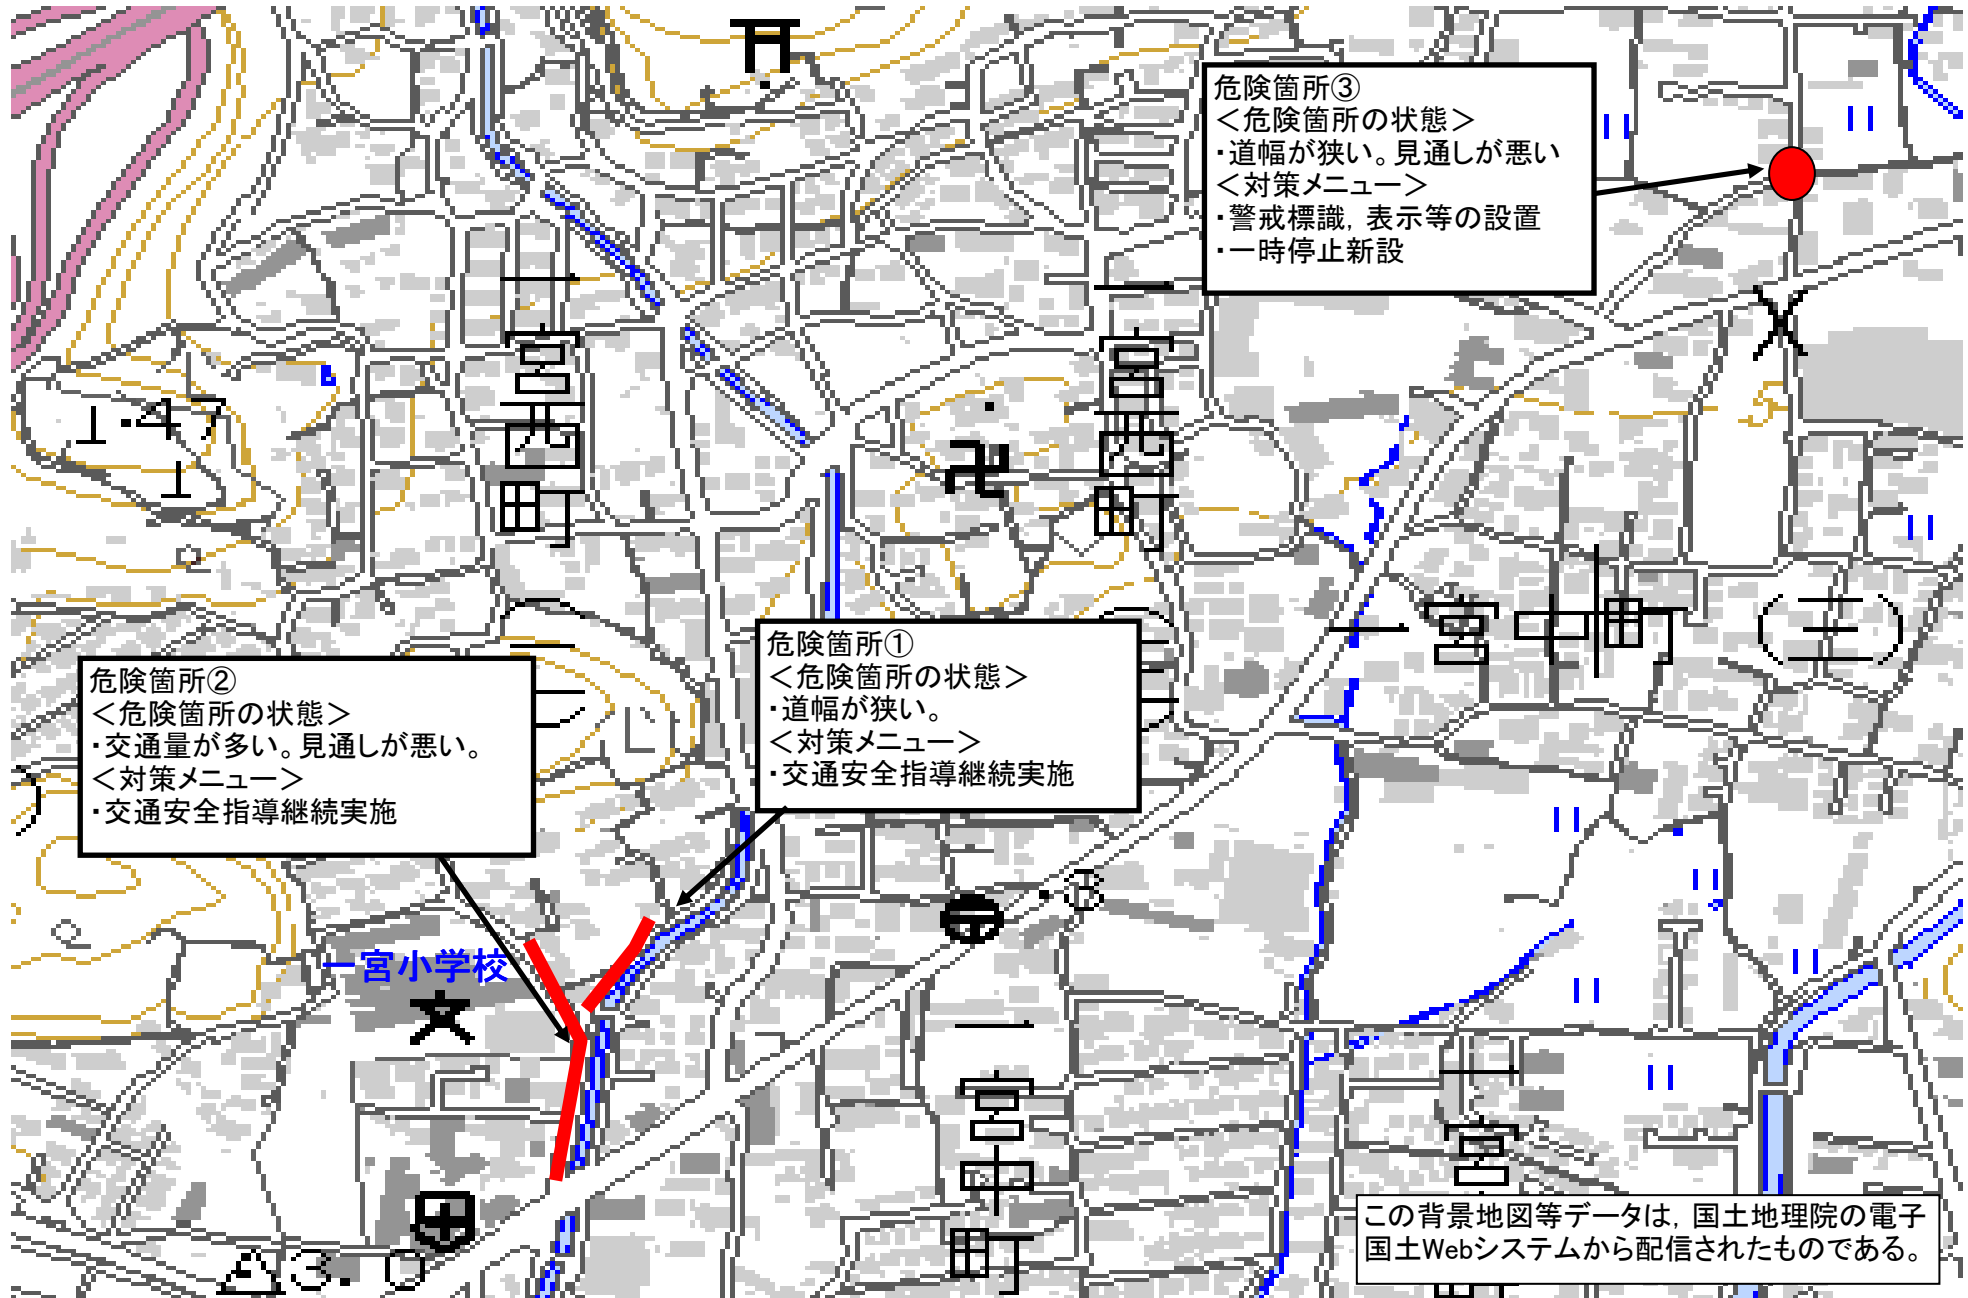 危険箇所③
＜危険箇所の状態＞
・道幅が狭い。見通しが悪い
＜対策メニュー＞
・警戒標識，表示等の設置
・一時停止新設
危険箇所①
＜危険箇所の状態＞
・道幅が狭い。
＜対策メニュー＞
・交通安全指導継続実施
危険箇所②
＜危険箇所の状態＞
・交通量が多い。見通しが悪い。
＜対策メニュー＞
・交通安全指導継続実施
一宮小学校
一宮西町
一宮西町
一宮中町
一宮中町
・47
この背景地図等データは，国土地理院の電子
国土Webシステムから配信されたものである。